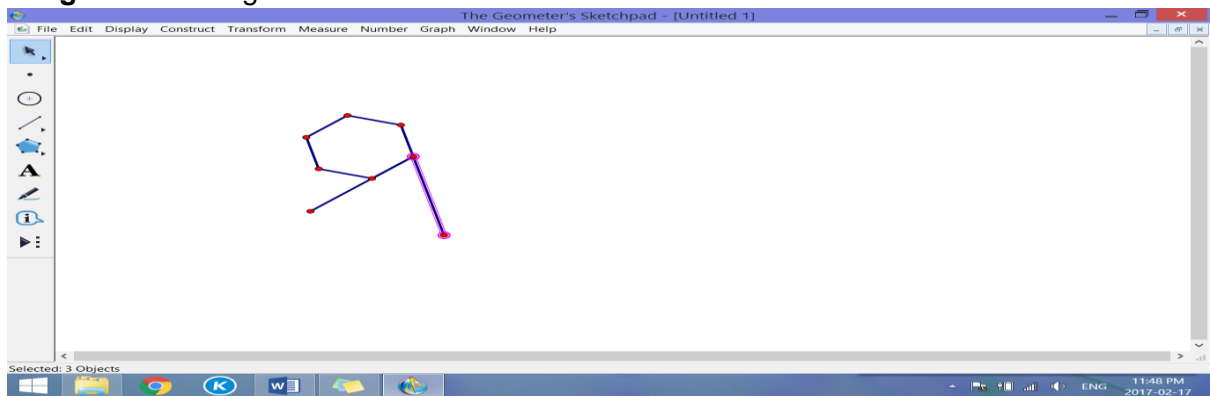 The Geometer's Sketchpad - [Untitled 1]
File Edit Display Construct Transform Measure Number Graph Window Help
A
Selected: 3 Objects
K
W
ENG
11:48 PM
2017-02-17